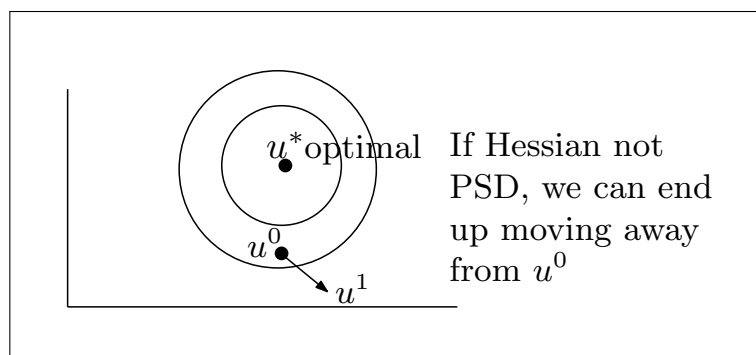 u*optimal
u⁰
u¹
If Hessian not
PSD, we can end
up moving away
from u⁰